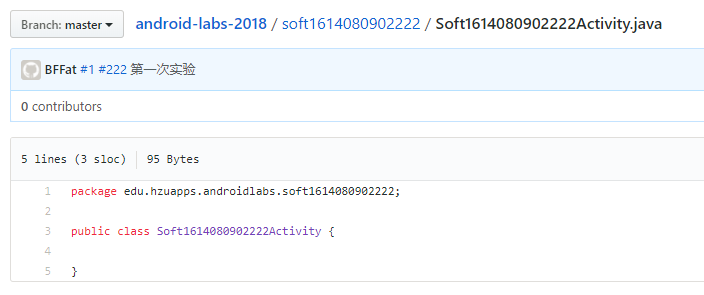 Branch: master android-labs-2018 / soft1614080902222 / Soft1614080902222Activity.java
BFFat #1 #222 第一次实验
0 contributors
5 lines (3 sloc) 95 Bytes
1 package edu.hzuapps.androidlabs.soft1614080902222;
2
3 public class Soft1614080902222Activity {
4
5 }